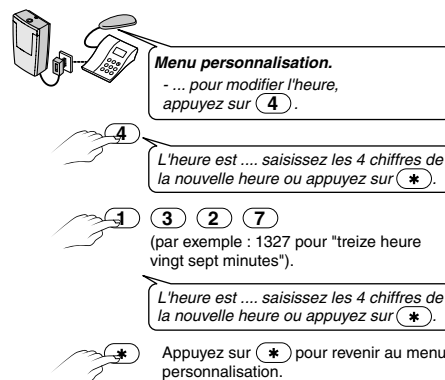 Menu personnalisation.
- ... pour modifier l'heure,
appuyez sur 4 .
4
L'heure est .... saisissez les 4 chiffres de
la nouvelle heure ou appuyez sur * .
1 3 2 7
(par exemple : 1327 pour "treize heure
vingt sept minutes").
L'heure est .... saisissez les 4 chiffres de
la nouvelle heure ou appuyez sur * .
*
Appuyez sur * pour revenir au menu
personnalisation.